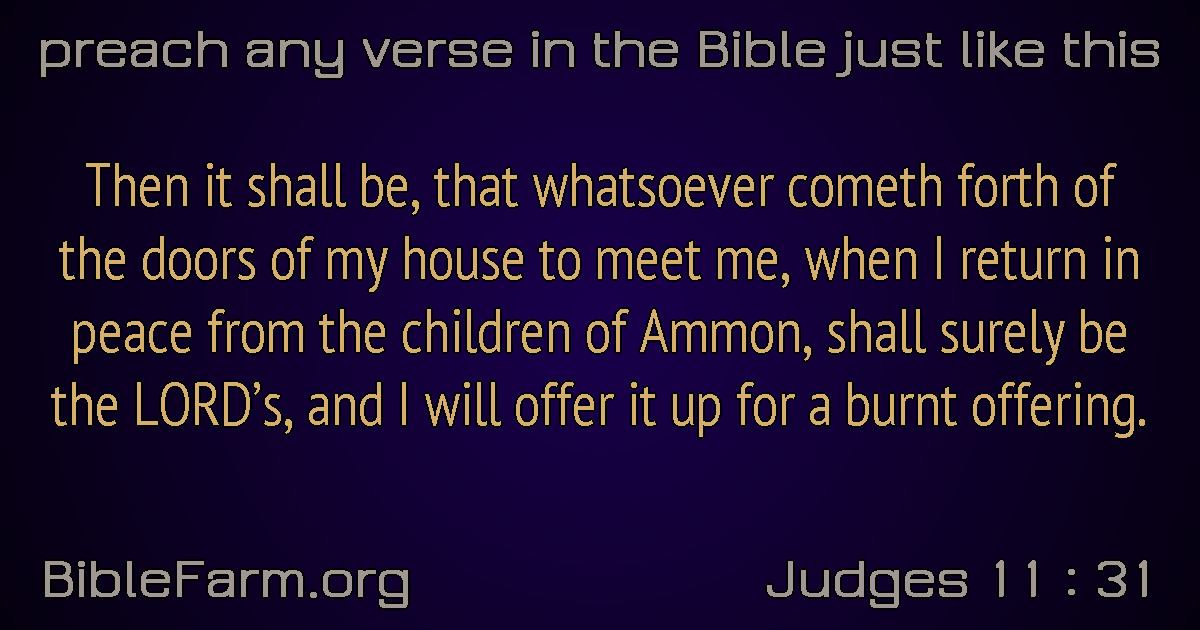 preach any verse in the Bible just like this
Then it shall be, that whatsoever cometh forth of
the doors of my house to meet me, when I return in
peace from the children of Ammon, shall surely be
the LORD’s, and I will offer it up for a burnt offering.
BibleFarm.org
Judges 11 : 31